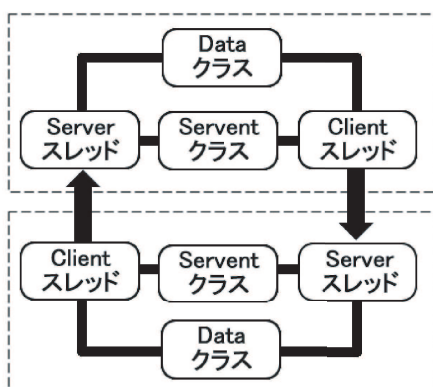 Data
クラス
Server
スレッド
Servent
クラス
Client
スレッド
Client
スレッド
Servent
クラス
Server
スレッド
Data
クラス